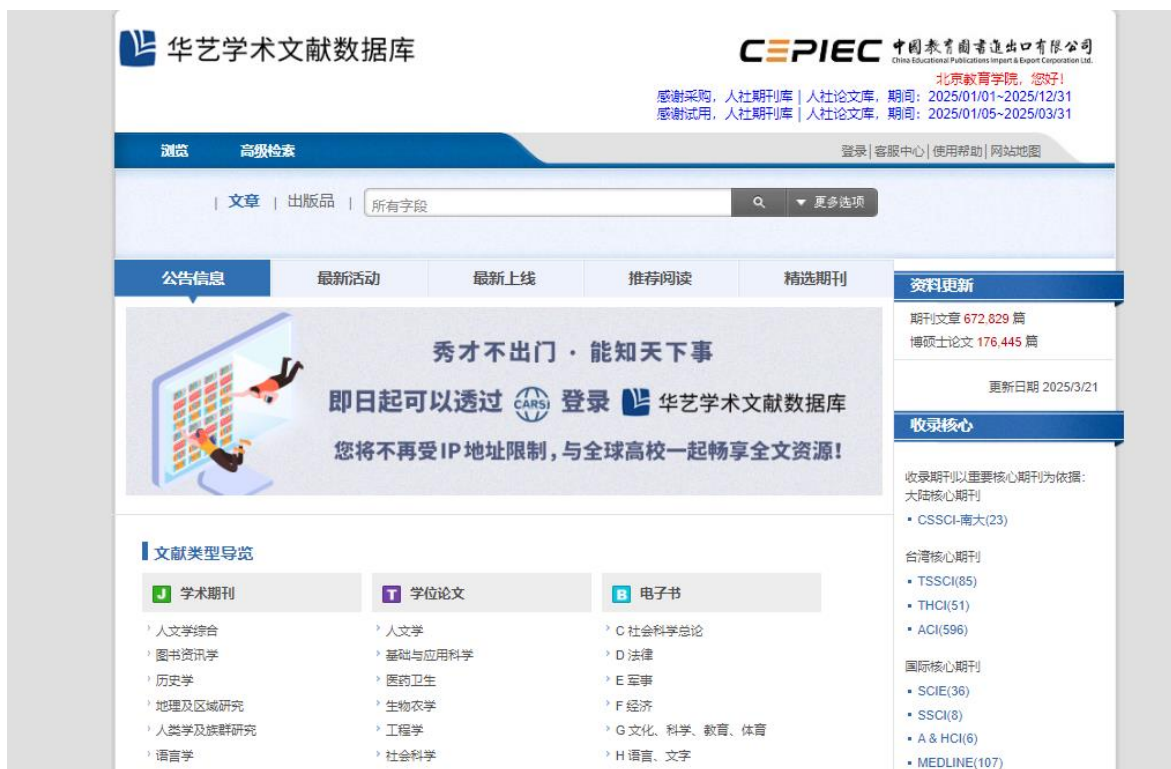 华艺学术文献数据库
CEPIEC 中国教育图书进出口有限公司
China Educational Publications Import & Export Corporation Ltd.
北京教育学院，您好!
感谢采购，人社期刊库 | 人社论文库，期间：2025/01/01~2025/12/31
感谢试用，人社期刊库 | 人社论文库，期间：2025/01/05~2025/03/31
浏览 高级检索 登录 | 客服中心 | 使用帮助 | 网站地图
| 文章 | 出版品 | 所有字段 ▼ 更多选项
公告信息 最新活动 最新上线 推荐阅读 精选期刊
秀才不出门 · 能知天下事
即日起可以透过 CARSI 登录 华艺学术文献数据库
您将不再受IP地址限制，与全球高校一起畅享全文资源!
文献类型导览
J 学术期刊
人文学综合
图书资讯学
历史学
地理及区域研究
人类学及族群研究
语言学
T 学位论文
人文学
基础与应用科学
医药卫生
生物农学
工程学
社会科学
B 电子书
C 社会科学总论
D 法律
E 军事
F 经济
G 文化、科学、教育、体育
H 语言、文字
资料更新
期刊文章 672,829 篇
博硕士论文 176,445 篇
更新日期 2025/3/21
收录核心
收录期刊以重要核心期刊为依据：
大陆核心期刊
CSSCI-南大(23)
台湾核心期刊
TSSCI(85)
THCI(51)
ACI(596)
国际核心期刊
SCIE(36)
SSCI(8)
A & HCI(6)
MEDLINE(107)